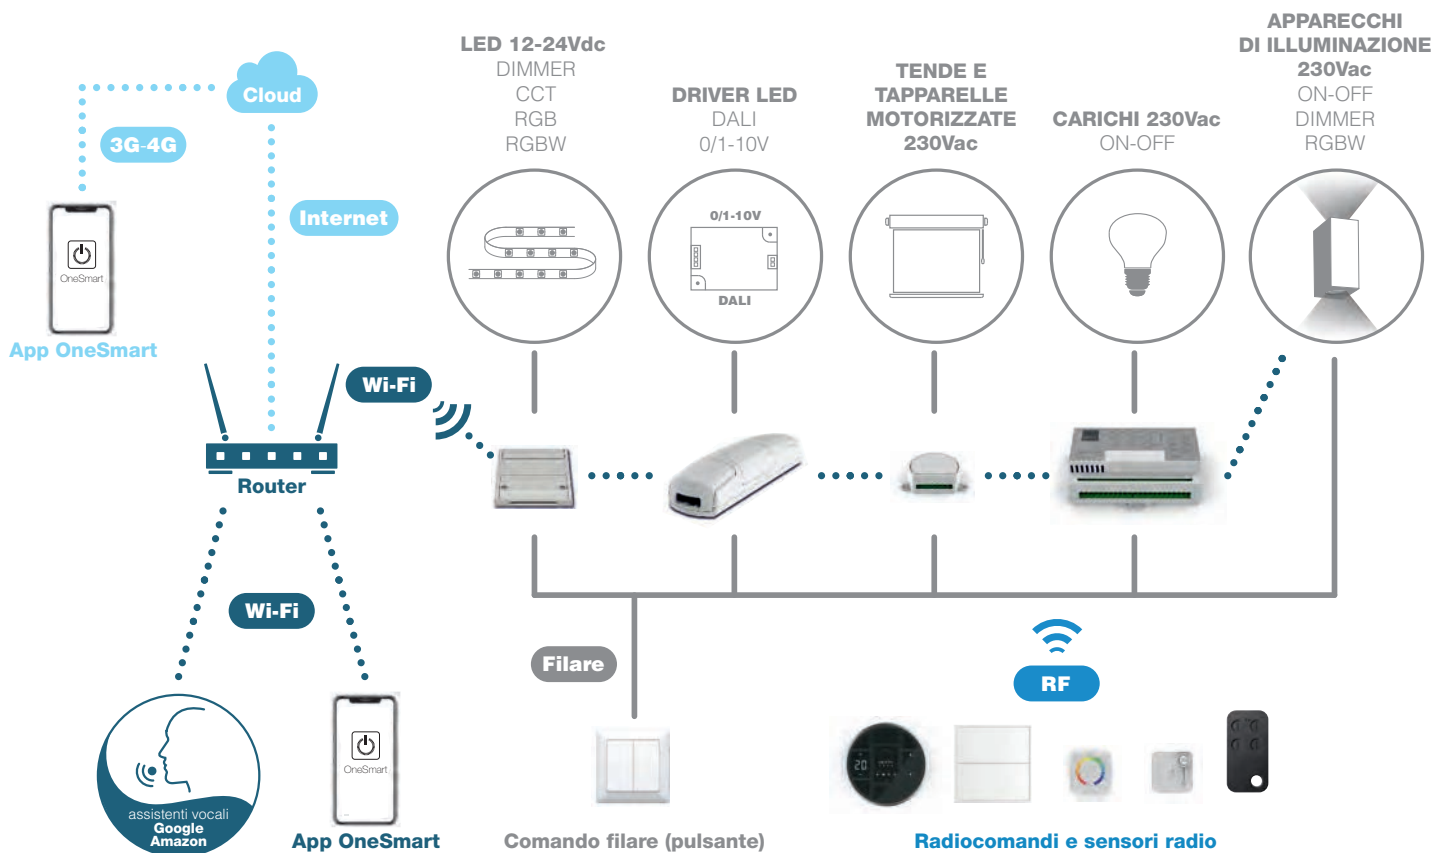 LED 12-24Vdc
DIMMER
CCT
RGB
RGBW
DRIVER LED
DALI
0/1-10V
TENDE E
TAPPARELLE
MOTORIZZATE
230Vac
CARICHI 230Vac
ON-OFF
APPARECCHI
DI ILLUMINAZIONE
230Vac
ON-OFF
DIMMER
RGBW
Cloud
3G-4G
Internet
OneSmart
App OneSmart
0/1-10V
DALI
Wi-Fi
Router
Wi-Fi
Filare
RF
assistenti vocali
Google
Amazon
OneSmart
App OneSmart
Comando filare (pulsante)
20
Radiocomandi e sensori radio